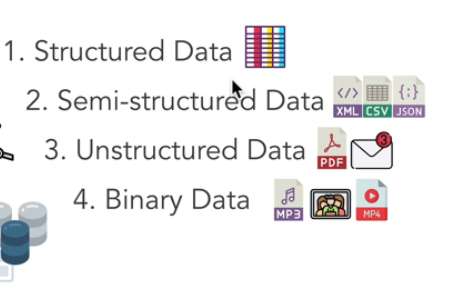 1. Structured Data
2. Semi-structured Data XML CSV JSON
3. Unstructured Data PDF 3
4. Binary Data MP3 MP4